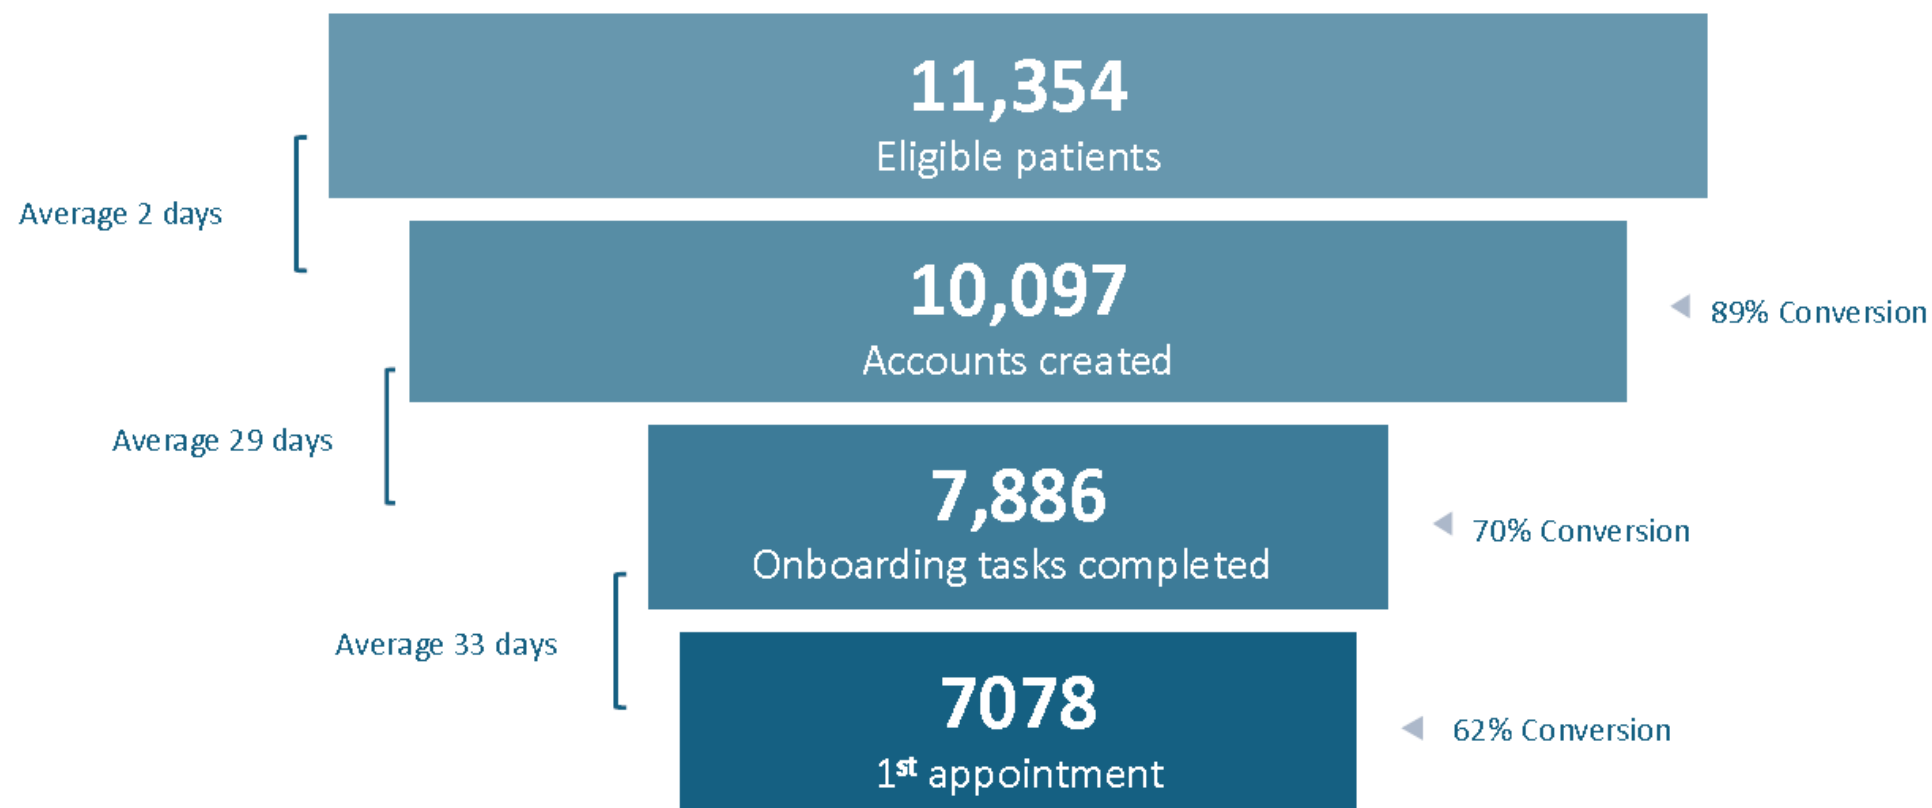 11,354
Eligible patients
Average 2 days
10,097
Accounts created
89% Conversion
Average 29 days
7,886
Onboarding tasks completed
70% Conversion
Average 33 days
7078
1st appointment
62% Conversion